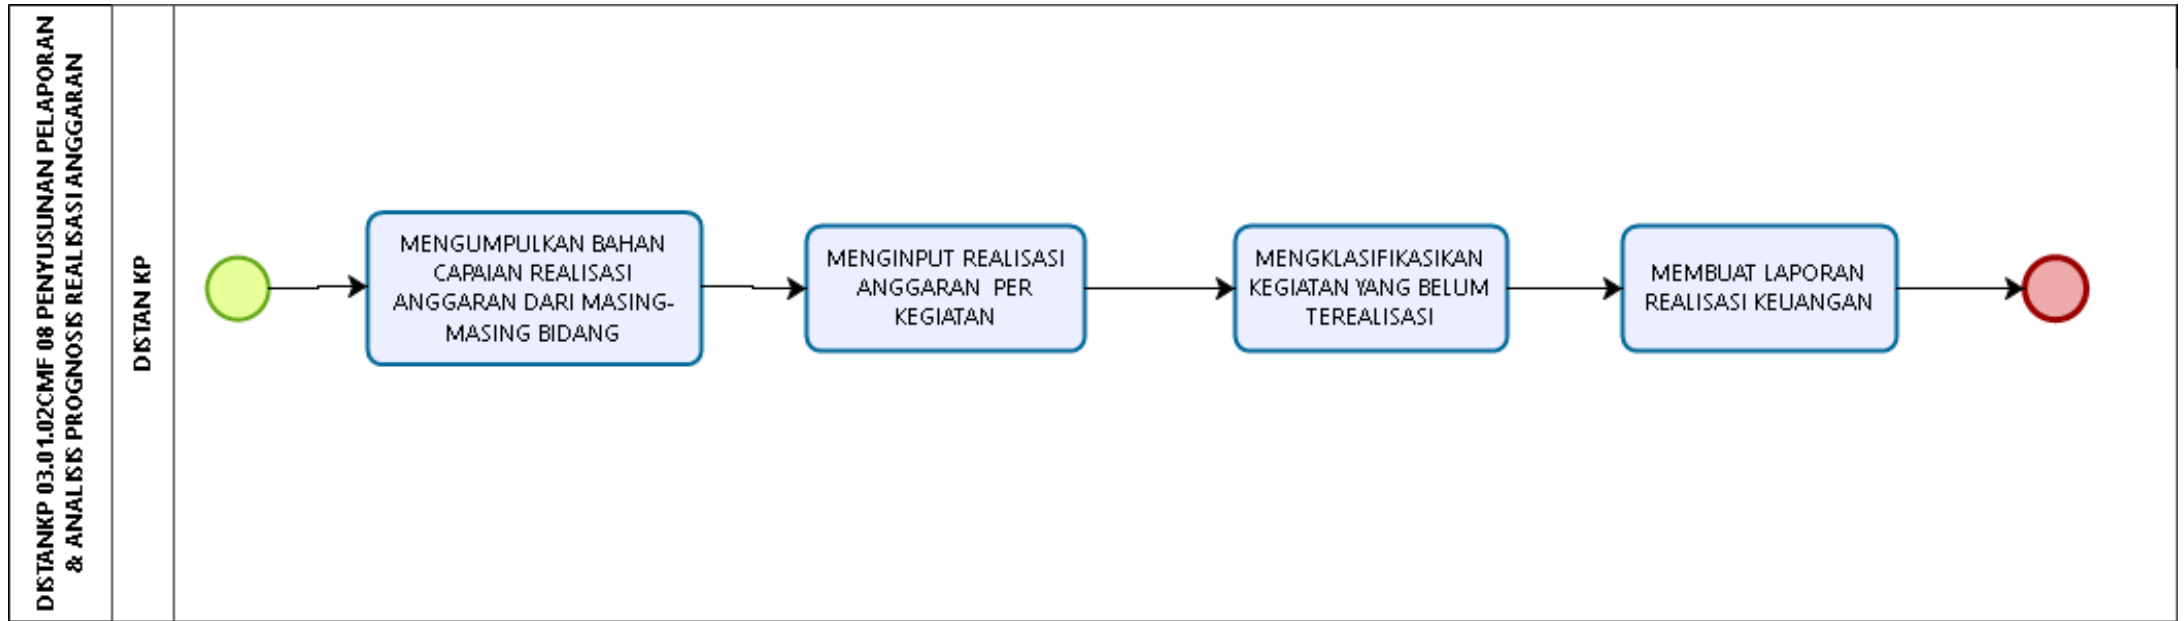 DISTANKP 03.01.02CMF 08 PENYUSUNAN PELAPORAN
& ANALISIS PROGNOSIS REALISASI ANGGARAN
DISTAN KP
MENGUMPULKAN BAHAN
CAPAIAN REALISASI
ANGGARAN DARI MASING-
MASING BIDANG
MENGINPUT REALISASI
ANGGARAN PER
KEGIATAN
MENGKLASIFIKASIKAN
KEGIATAN YANG BELUM
TEREALISASI
MEMBUAT LAPORAN
REALISASI KEUANGAN